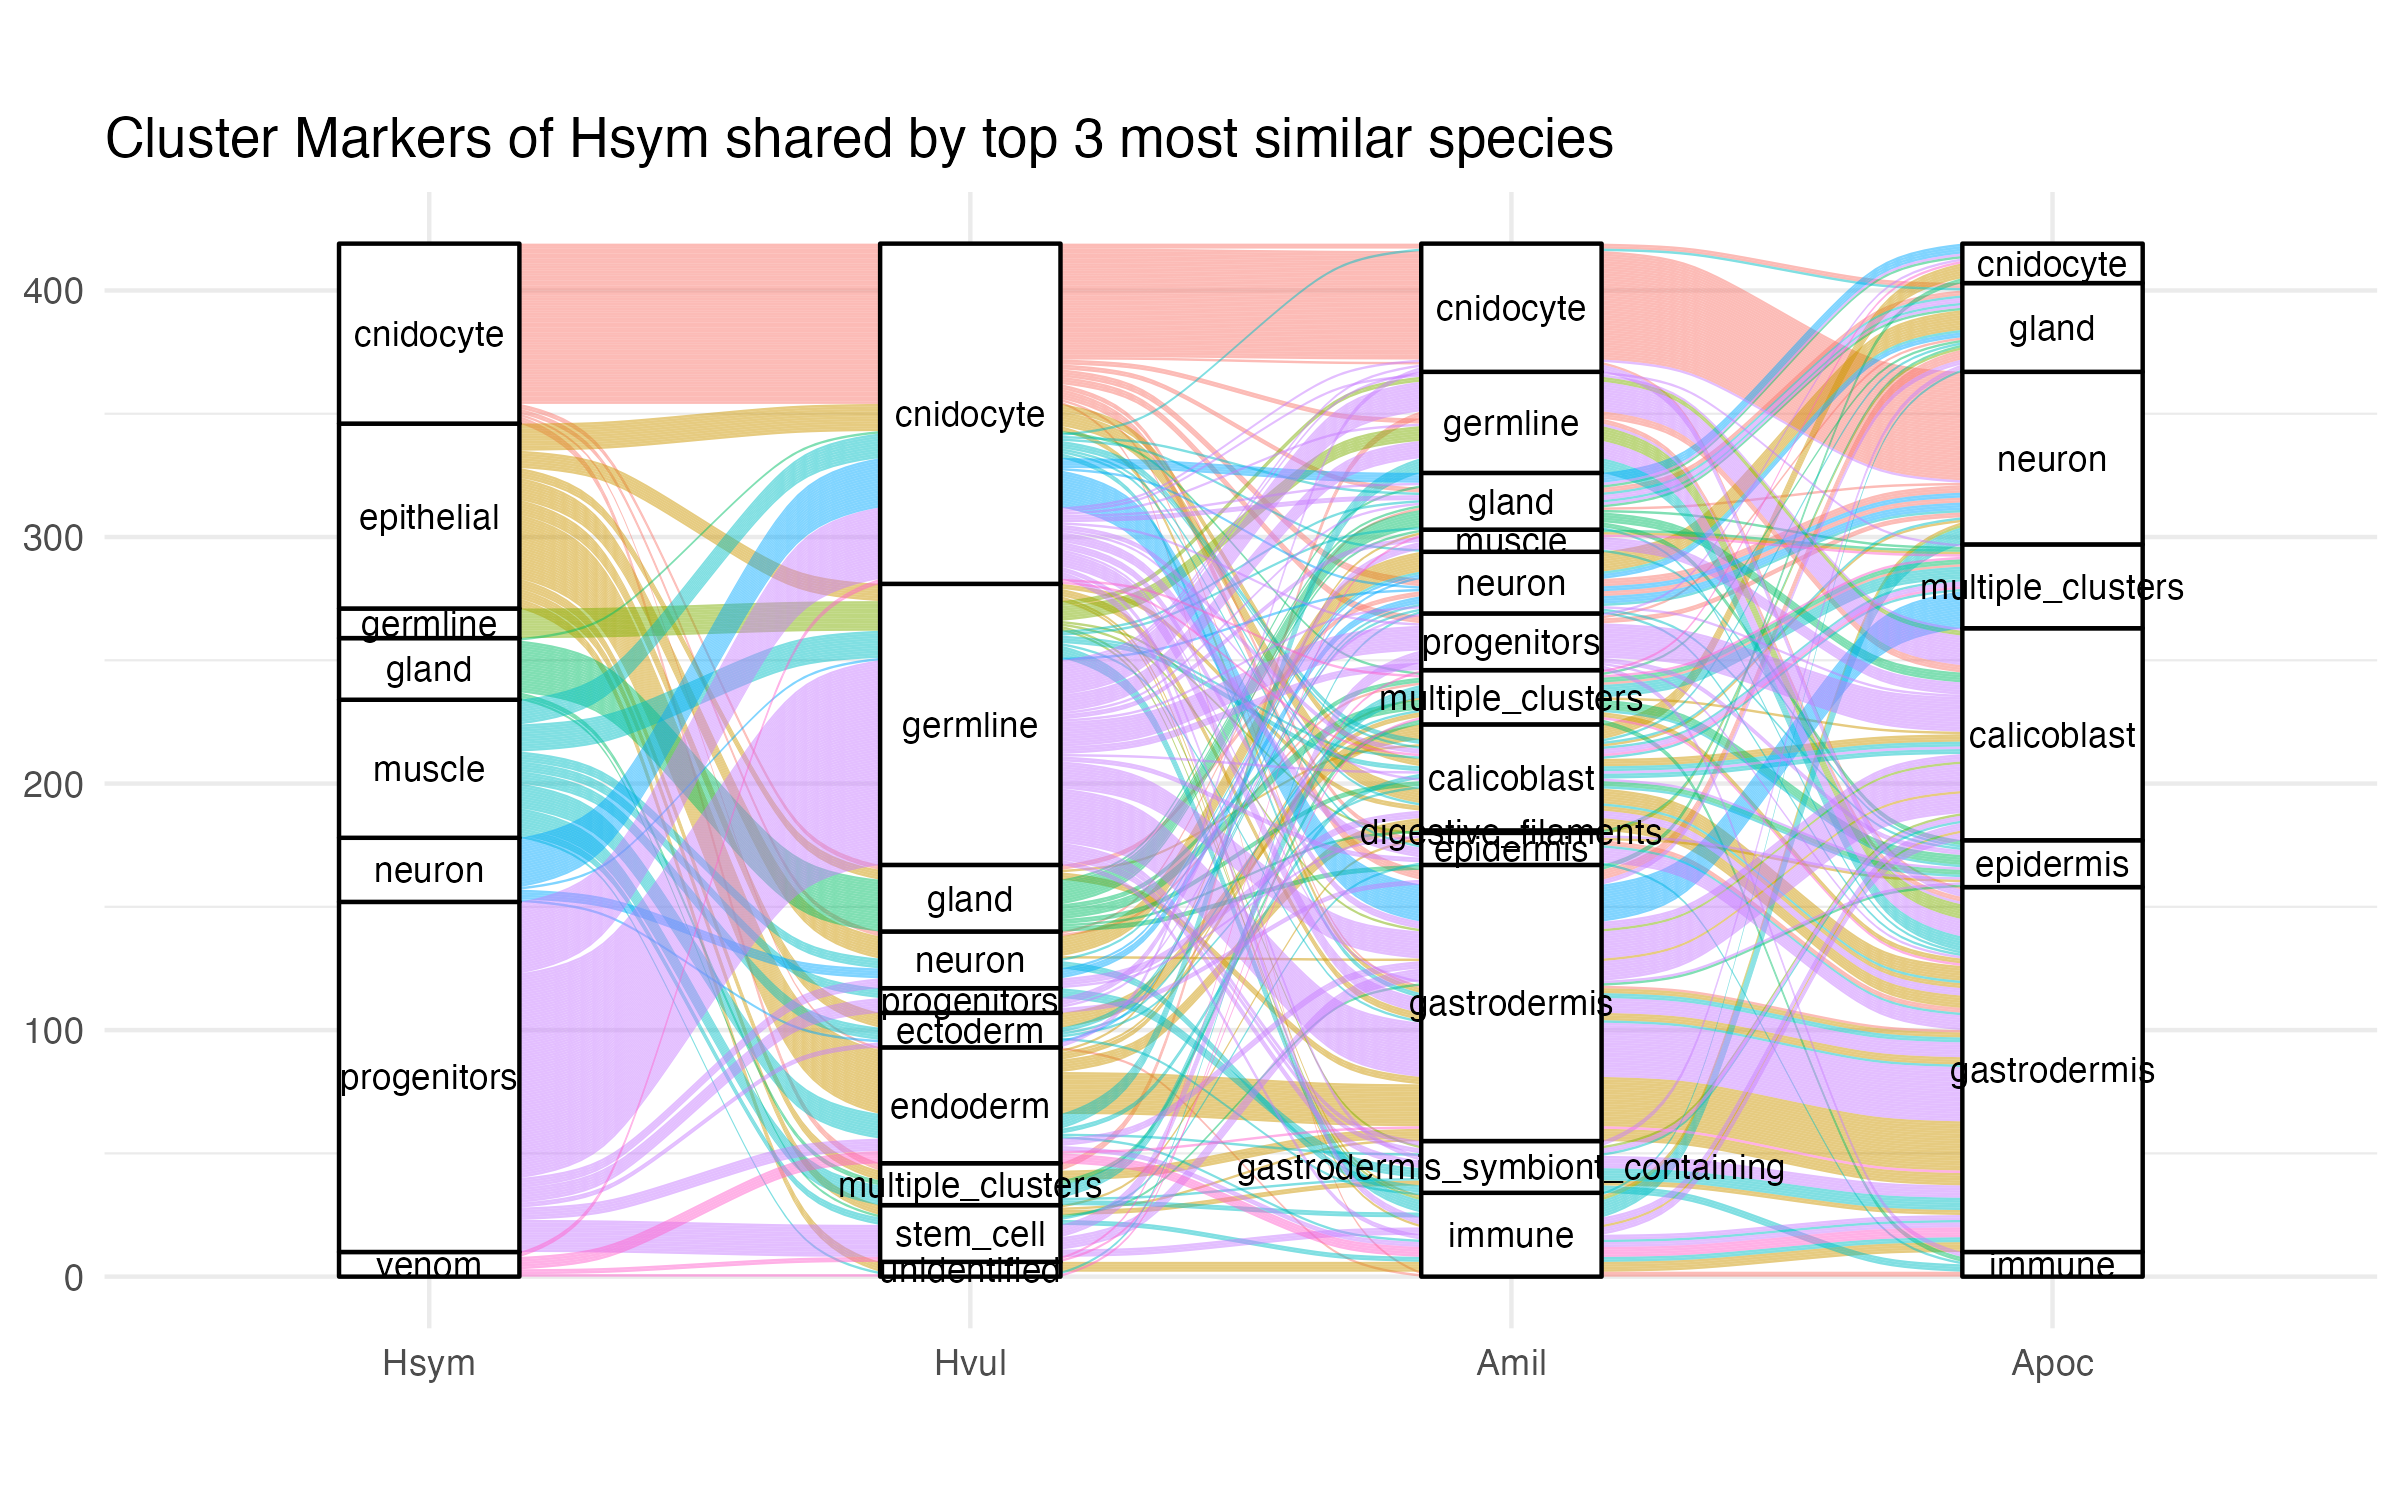 Cluster Markers of Hsym shared by top 3 most similar species
400
300
200
100
0
cnidocyte
epithelial
germline
gland
muscle
neuron
progenitors
venom
cnidocyte
germline
gland
neuron
progenitors
ectoderm
endoderm
multiple_clusters
stem_cell
unidentified
cnidocyte
germline
gland
muscle
neuron
progenitors
multiple_clusters
calicoblast
digestive_filaments
epidermis
gastrodermis
gastrodermis_symbiont_containing
immune
cnidocyte
gland
neuron
multiple_clusters
calicoblast
epidermis
gastrodermis
immune
Hsym
Hvul
Amil
Apoc